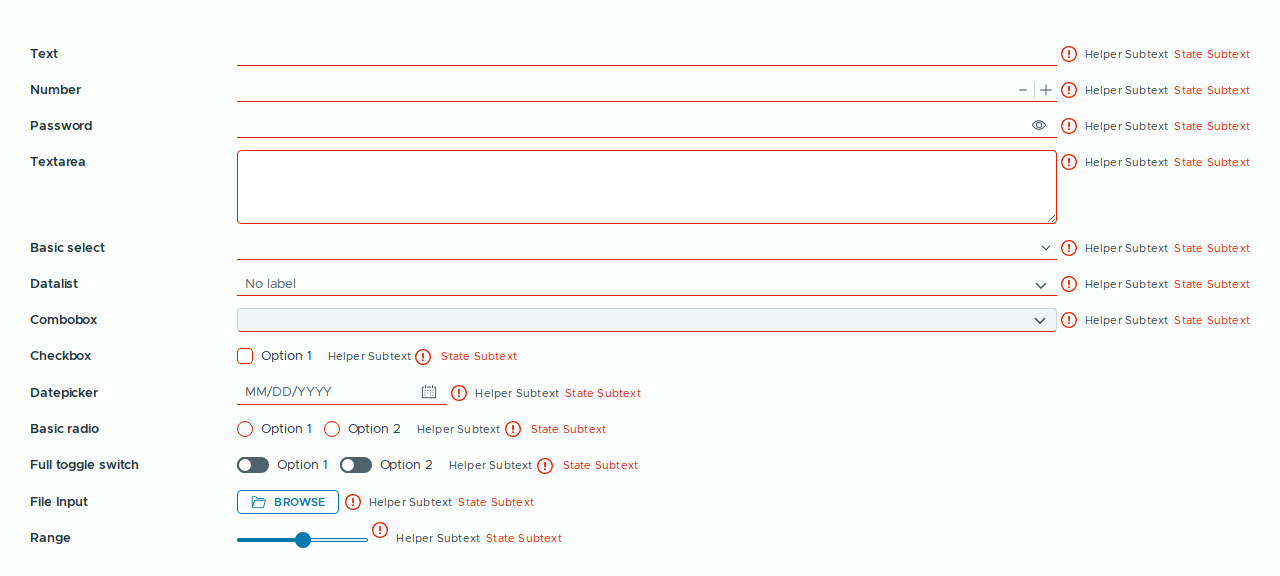 Text Helper Subtext State Subtext
Number Helper Subtext State Subtext
Password Helper Subtext State Subtext
Textarea Helper Subtext State Subtext
Basic select Helper Subtext State Subtext
Datalist No label Helper Subtext State Subtext
Combobox Helper Subtext State Subtext
Checkbox Option 1 Helper Subtext State Subtext
Datepicker MM/DD/YYYY Helper Subtext State Subtext
Basic radio Option 1 Option 2 Helper Subtext State Subtext
Full toggle switch Option 1 Option 2 Helper Subtext State Subtext
File Input BROWSE Helper Subtext State Subtext
Range Helper Subtext State Subtext